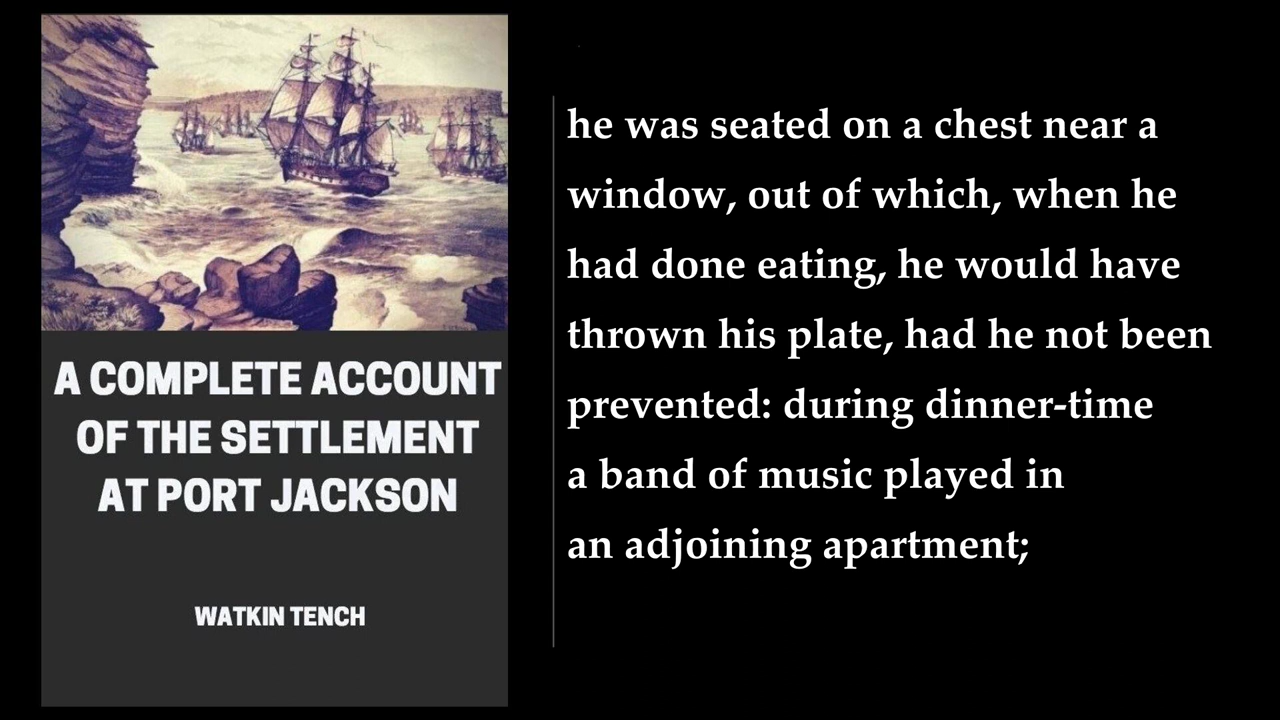 A COMPLETE ACCOUNT
OF THE SETTLEMENT
AT PORT JACKSON
WATKIN TENCH
he was seated on a chest near a
window, out of which, when he
had done eating, he would have
thrown his plate, had he not been
prevented: during dinner-time
a band of music played in
an adjoining apartment;